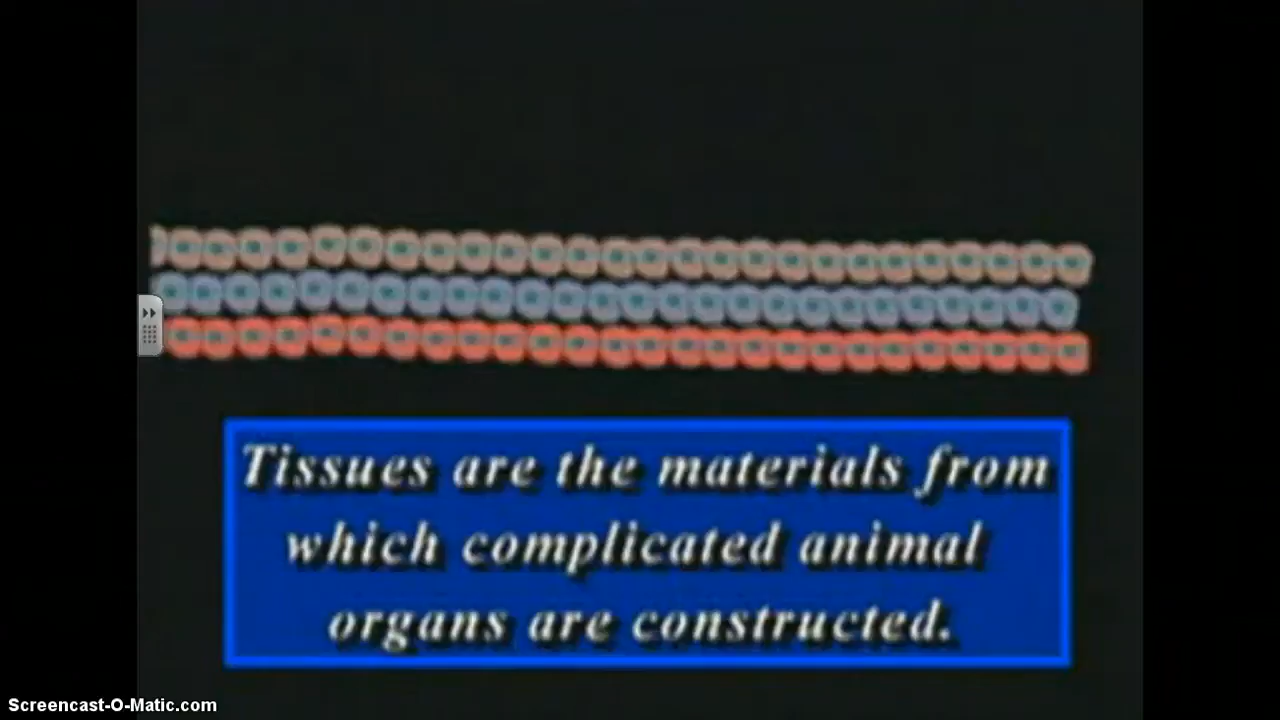 Tissues are the materials from
which complicated animal
organs are constructed.
Screencast-O-Matic.com